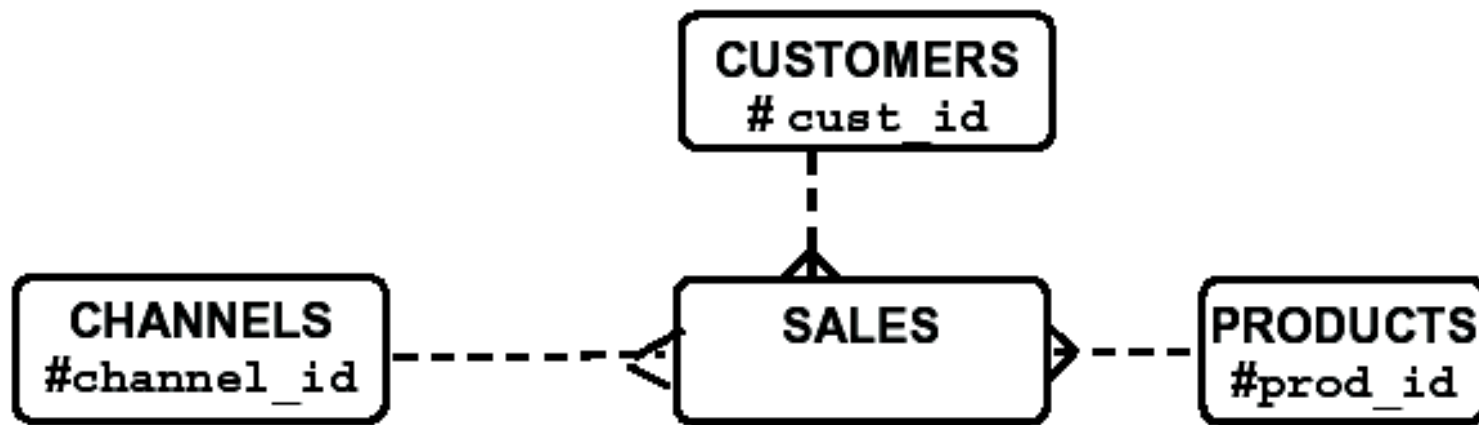 CUSTOMERS
# cust_id
CHANNELS
#channel_id
SALES
PRODUCTS
#prod_id